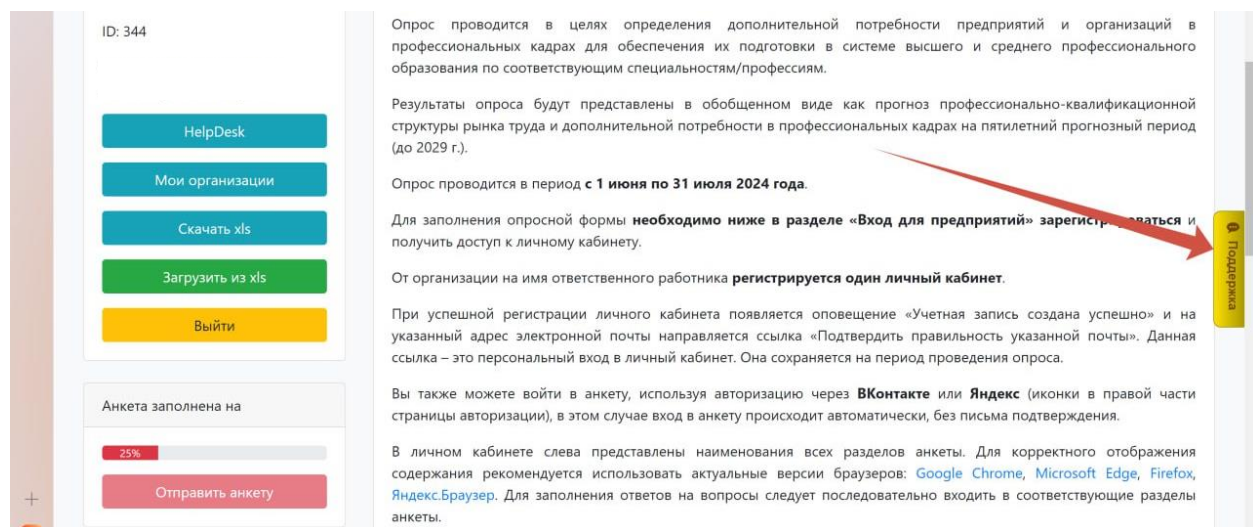 ID: 344
HelpDesk
Мои организации
Скачать xls
Загрузить из xls
Выйти
Анкета заполнена на
25%
Отправить анкету
Опрос проводится в целях определения дополнительной потребности предприятий и организаций в
профессиональных кадрах для обеспечения их подготовки в системе высшего и среднего профессионального
образования по соответствующим специальностям/профессиям.
Результаты опроса будут представлены в обобщенном виде как прогноз профессионально-квалификационной
структуры рынка труда и дополнительной потребности в профессиональных кадрах на пятилетний прогнозный период
(до 2029 г.).
Опрос проводится в период с 1 июня по 31 июля 2024 года.
Для заполнения опросной формы необходимо ниже в разделе «Вход для предприятий» зарегистрироваться и
получить доступ к личному кабинету.
От организации на имя ответственного работника регистрируется один личный кабинет.
При успешной регистрации личного кабинета появляется оповещение «Учетная запись создана успешно» и на
указанный адрес электронной почты направляется ссылка «Подтвердить правильность указанной почты». Данная
ссылка – это персональный вход в личный кабинет. Она сохраняется на период проведения опроса.
Вы также можете войти в анкету, используя авторизацию через ВКонтакте или Яндекс (иконки в правой части
страницы авторизации), в этом случае вход в анкету происходит автоматически, без письма подтверждения.
В личном кабинете слева представлены наименования всех разделов анкеты. Для корректного отображения
содержания рекомендуется использовать актуальные версии браузеров: Google Chrome, Microsoft Edge, Firefox,
Яндекс.Браузер. Для заполнения ответов на вопросы следует последовательно входить в соответствующие разделы
анкеты.
Поддержка